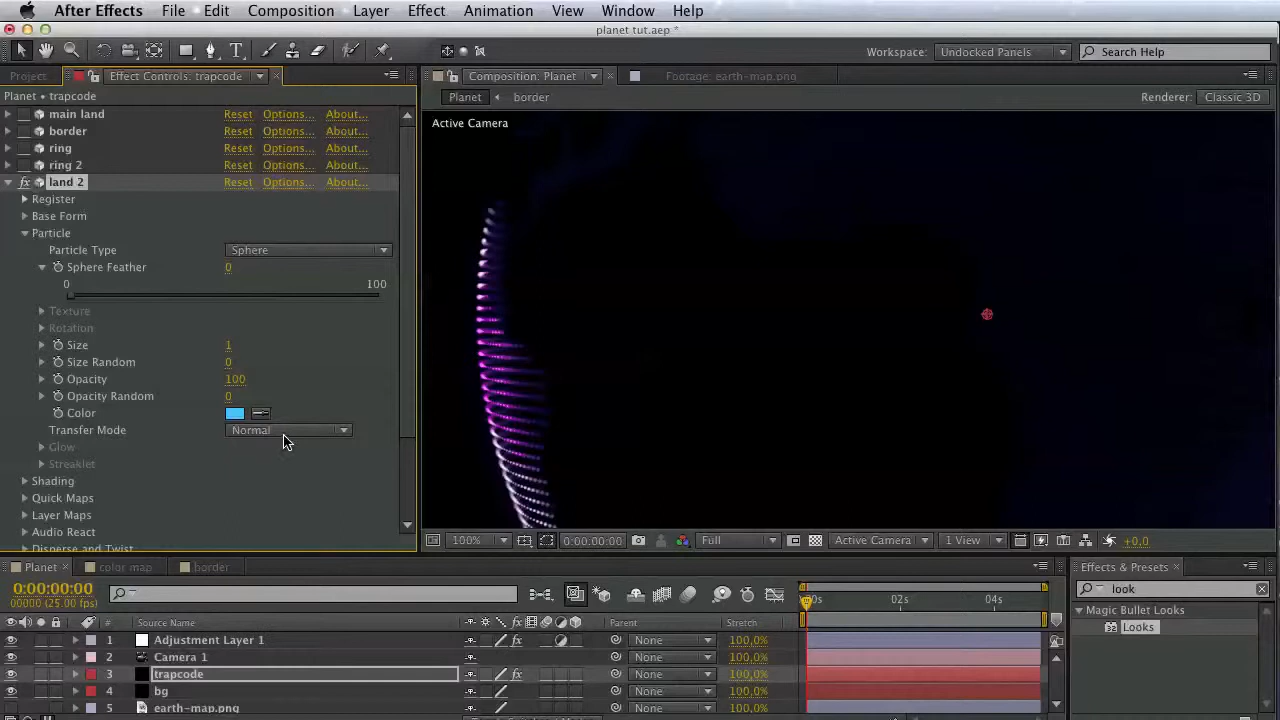 After Effects File Edit Composition Layer Effect Animation View Window Help
planet tut.aep *
Workspace: Undocked Panels Search Help
Project Effect Controls: trapcode Composition: Planet Footage: earth-map.png
Planet • trapcode
Planet border Renderer: Classic 3D
main land Reset Options... About...
Active Camera
border Reset Options... About...
ring Reset Options... About...
ring 2 Reset Options... About...
land 2 Reset Options... About...
Register
Base Form
Particle
Particle Type Sphere
Sphere Feather 0
0 100
Texture
Rotation
Size 1
Size Random 0
Opacity 100
Opacity Random 0
Color
Transfer Mode Normal
Glow
Streaklet
Shading
Quick Maps
Layer Maps
Audio React
Disperse and Twist
100% 0:00:00:00 Full Active Camera 1 View +0,0
Planet color map border Effects & Presets
0:00:00:00
00000 (25.00 fps)
look
02s 04s
Magic Bullet Looks
Looks
# Source Name Parent Stretch
1 Adjustment Layer 1 None 100,0%
2 Camera 1 None 100,0%
3 trapcode None 100,0%
4 bg None 100,0%
5 earth-map.png None 100,0%